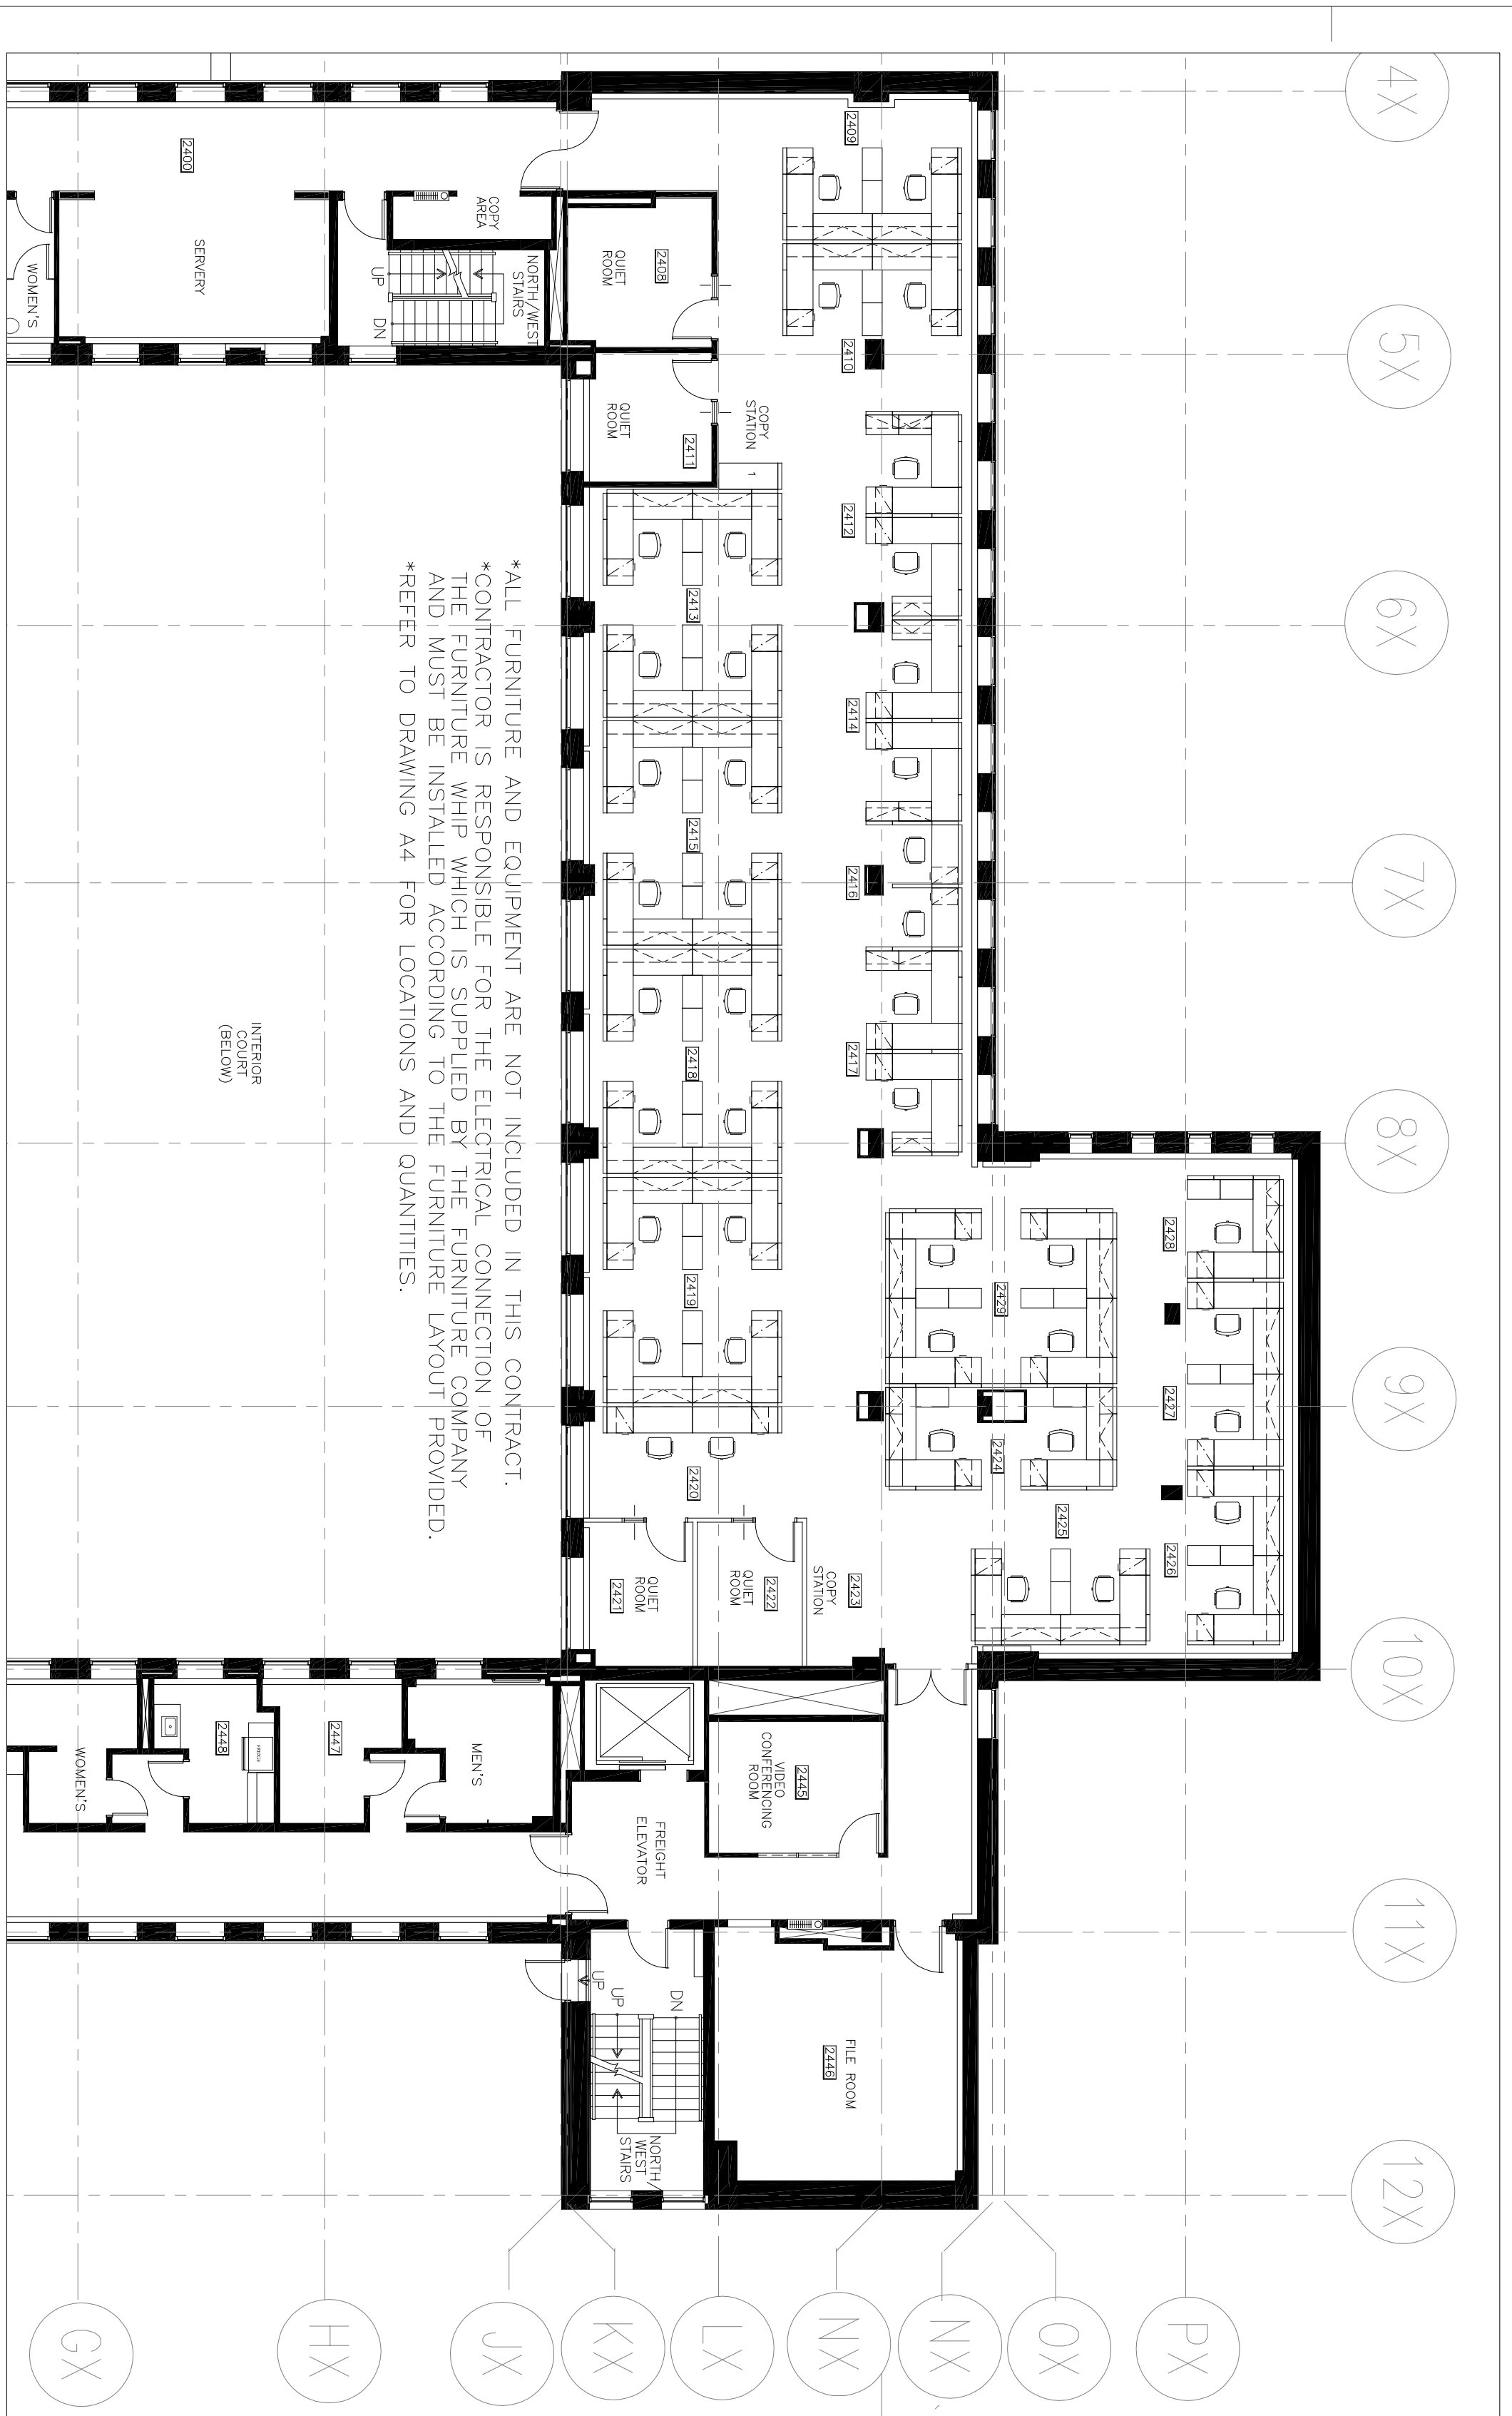 4X
5X
6X
7X
8X
9X
10X
11X
12X
PX
OX
NX
NX
LX
KX
JX
HX
GX
2428
2427
2426
2429
2424
2425
2409
2410
2412
2414
2416
2417
2423
COPY
STATION
COPY
STATION
1
2408
QUIET
ROOM
2411
QUIET
ROOM
2413
2415
2418
2419
2420
2422
QUIET
ROOM
2421
QUIET
ROOM
2445
VIDEO
CONFERENCING
ROOM
FILE ROOM
2446
FREIGHT
ELEVATOR
DN
UP
UP
NORTH/
WEST
STAIRS
NORTH/WEST
STAIRS
UP
DN
COPY
AREA
2400
SERVERY
WOMEN'S
*ALL FURNITURE AND EQUIPMENT ARE NOT INCLUDED IN THIS CONTRACT.
*CONTRACTOR IS RESPONSIBLE FOR THE ELECTRICAL CONNECTION OF
THE FURNITURE WHIP WHICH IS SUPPLIED BY THE FURNITURE COMPANY
AND MUST BE INSTALLED ACCORDING TO THE FURNITURE LAYOUT PROVIDED.
*REFER TO DRAWING A4 FOR LOCATIONS AND QUANTITIES.
INTERIOR
COURT
(BELOW)
MEN'S
2447
FRIDGE
2448
WOMEN'S